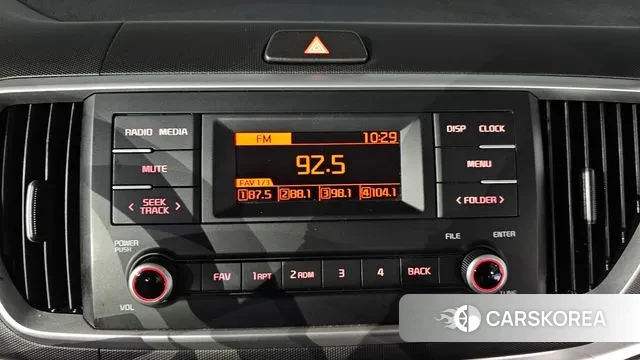 RADIO MEDIA
MUTE
< SEEK TRACK >
FM 10:29
92.5
FAV 1/3
1 87.5 2 88.1 3 98.1 4 104.1
DISP CLOCK
MENU
< FOLDER >
POWER PUSH
VOL
FAV 1 RPT 2 RDM 3 4 BACK
FILE ENTER
TUNE
CARSKOREA